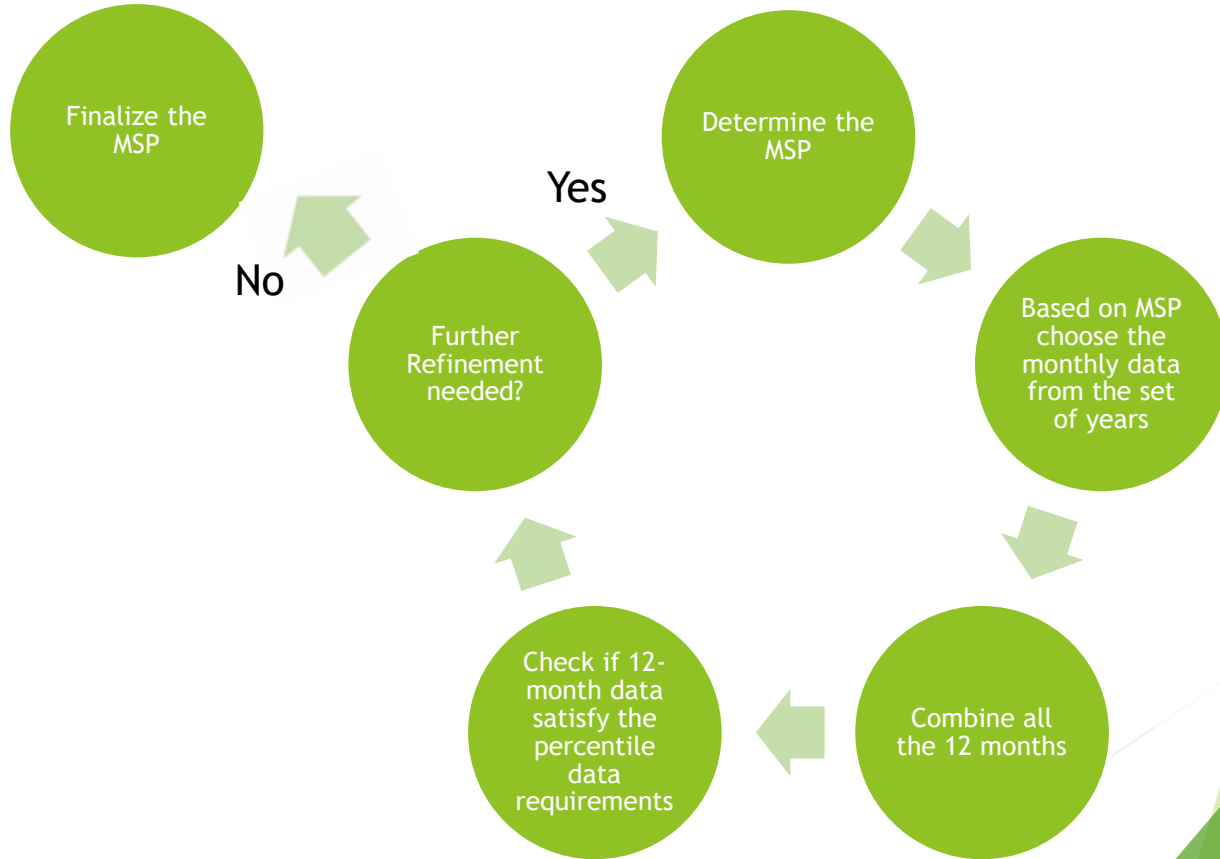 Finalize the
MSP
Determine the
MSP
Yes
No
Further
Refinement
needed?
Based on MSP
choose the
monthly data
from the set
of years
Check if 12-
month data
satisfy the
percentile
data
requirements
Combine all
the 12 months